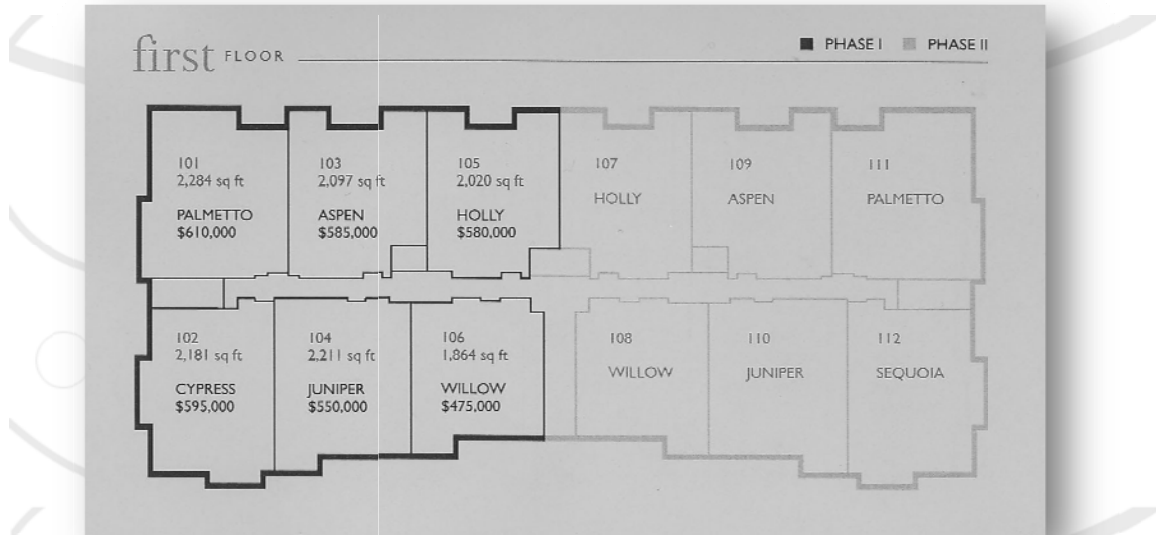 first FLOOR
PHASE I PHASE II
101
2,284 sq ft
PALMETTO
$610,000
103
2,097 sq ft
ASPEN
$585,000
105
2,020 sq ft
HOLLY
$580,000
107
HOLLY
109
ASPEN
111
PALMETTO
102
2,181 sq ft
CYPRESS
$595,000
104
2,211 sq ft
JUNIPER
$550,000
106
1,864 sq ft
WILLOW
$475,000
108
WILLOW
110
JUNIPER
112
SEQUOIA